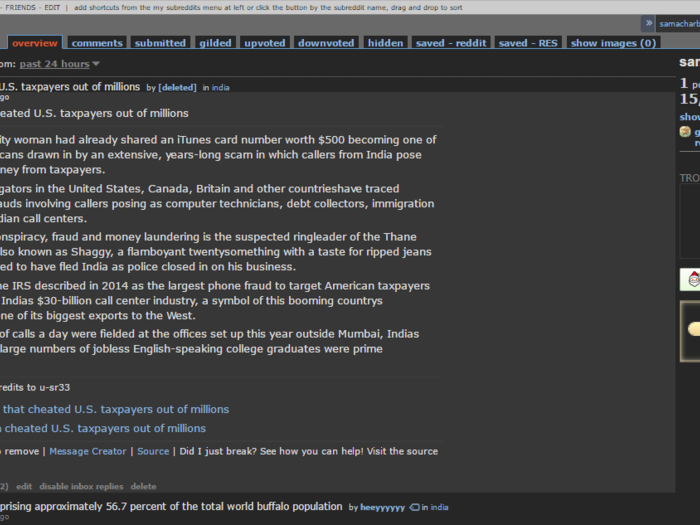 - FRIENDS - EDIT | add shortcuts from the my subreddits menu at left or click the button by the subreddit name, drag and drop to sort
» samacharb
overview comments submitted gilded upvoted downvoted hidden saved - reddit saved - RES show images (0)
om: past 24 hours
sam
U.S. taxpayers out of millions by [deleted] in india
go
1 po
15,
eated U.S. taxpayers out of millions
show
g
r
ity woman had already shared an iTunes card number worth $500 becoming one of
cans drawn in by an extensive, years-long scam in which callers from India pose
ney from taxpayers.
TRO
gators in the United States, Canada, Britain and other countrieshave traced
auds involving callers posing as computer technicians, debt collectors, immigration
dian call centers.
onspiracy, fraud and money laundering is the suspected ringleader of the Thane
lso known as Shaggy, a flamboyant twentysomething with a taste for ripped jeans
ed to have fled India as police closed in on his business.
he IRS described in 2014 as the largest phone fraud to target American taxpayers
Indias $30-billion call center industry, a symbol of this booming countrys
one of its biggest exports to the West.
of calls a day were fielded at the offices set up this year outside Mumbai, Indias
large numbers of jobless English-speaking college graduates were prime
redits to u-sr33
that cheated U.S. taxpayers out of millions
cheated U.S. taxpayers out of millions
remove | Message Creator | Source | Did I just break? See how you can help! Visit the source
2) edit disable inbox replies delete
prising approximately 56.7 percent of the total world buffalo population by heeyyyyyy in india
go